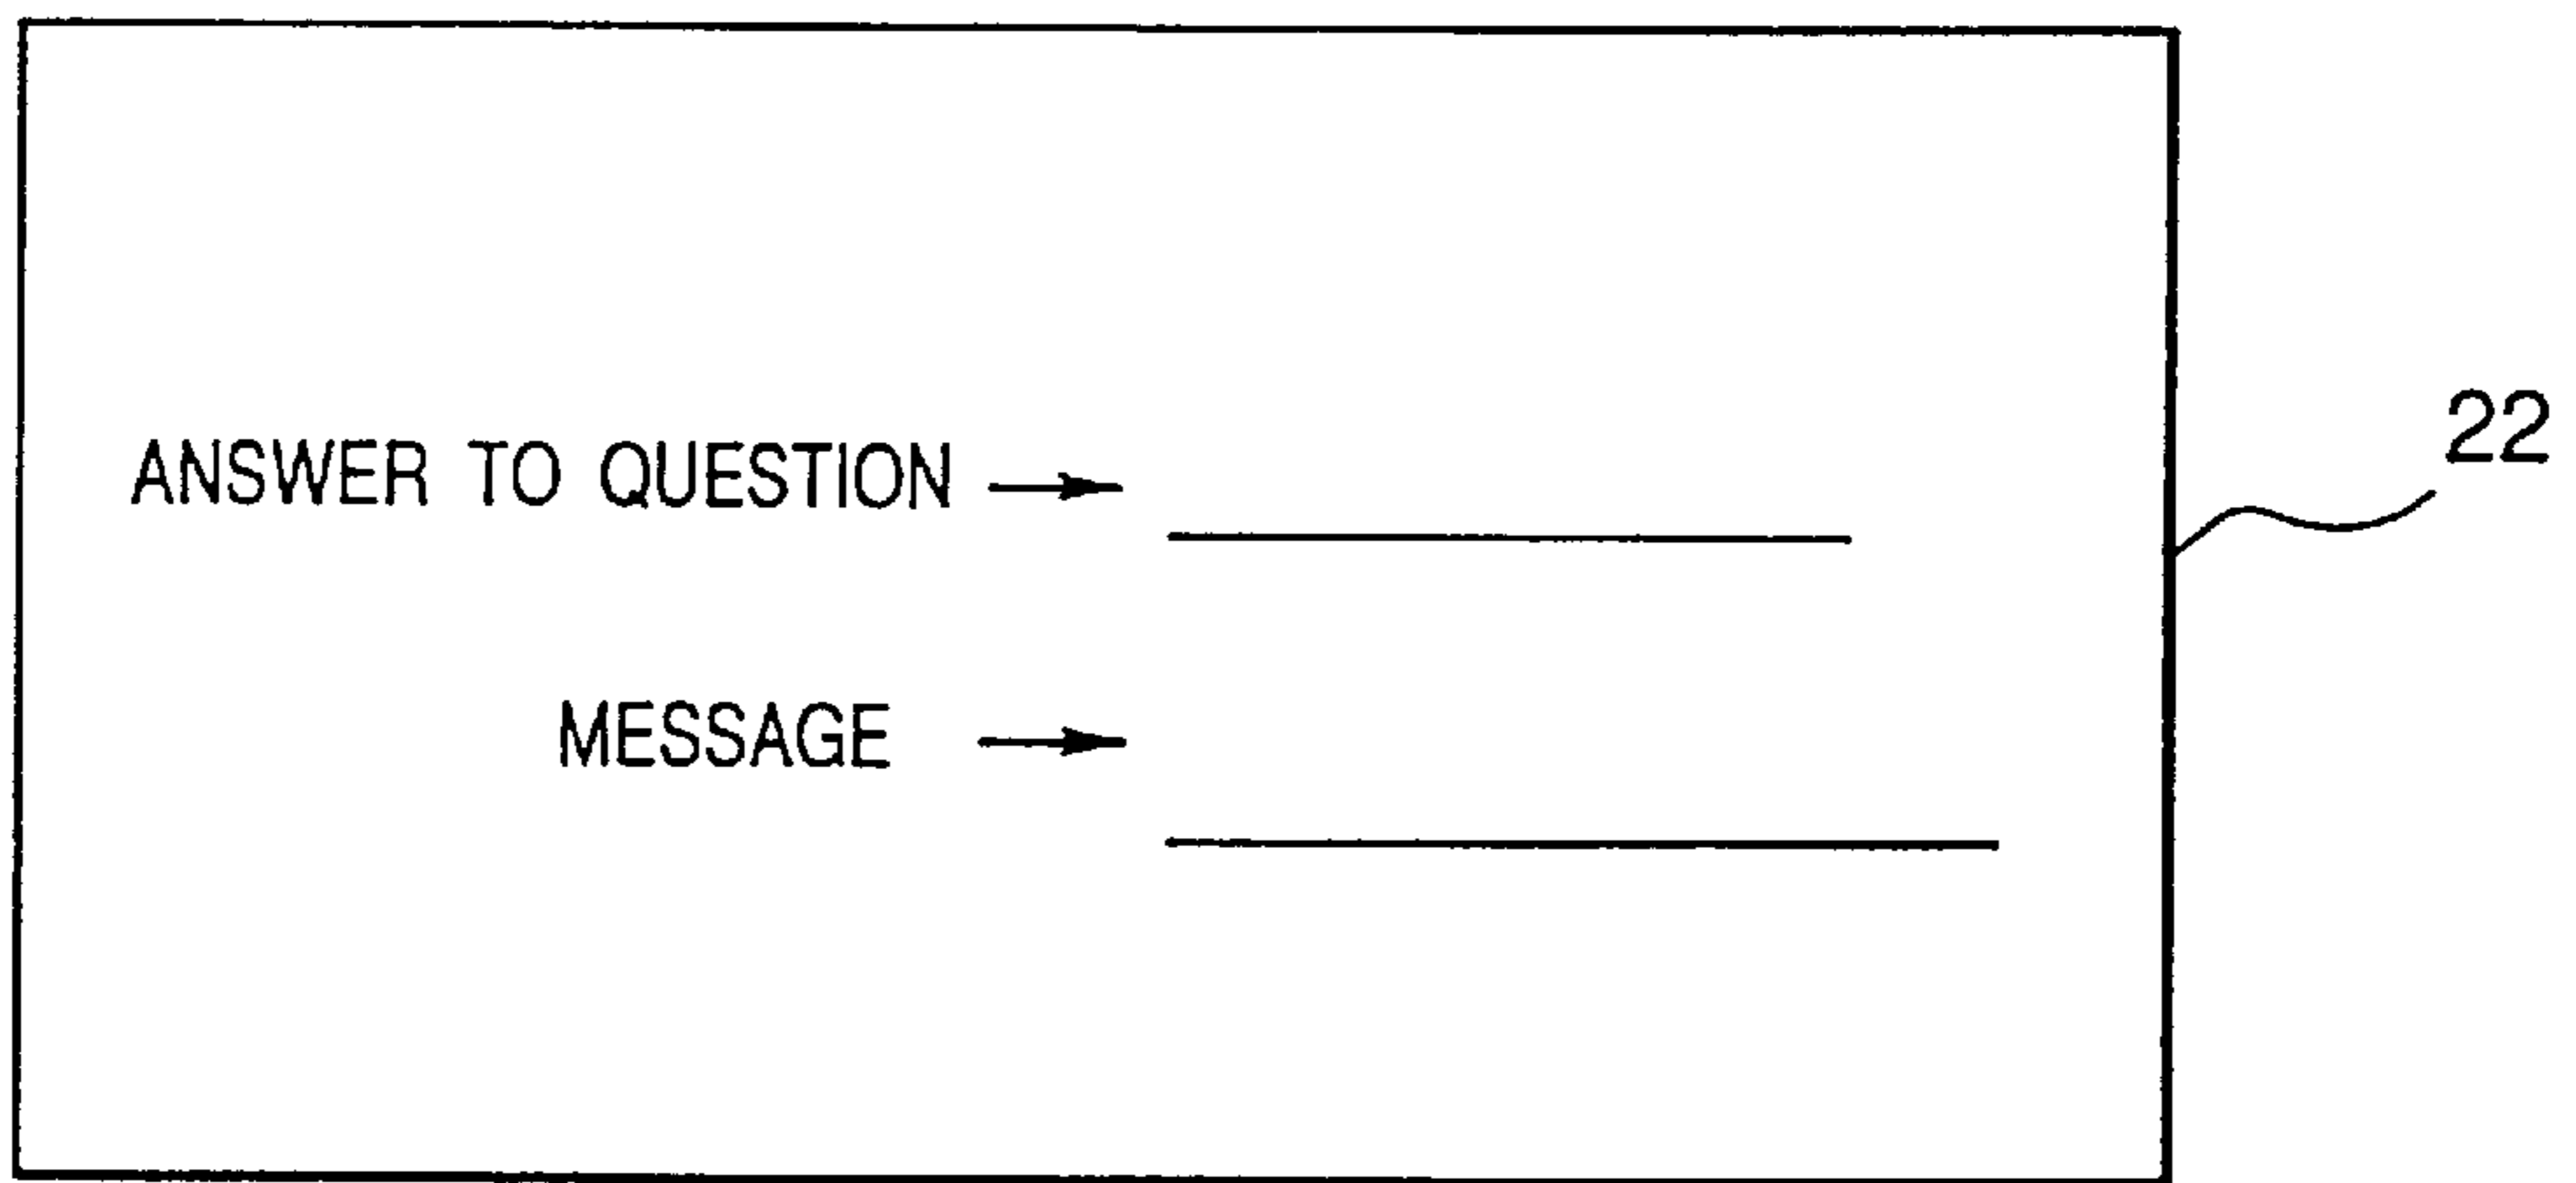 22
ANSWER TO QUESTION →
MESSAGE →